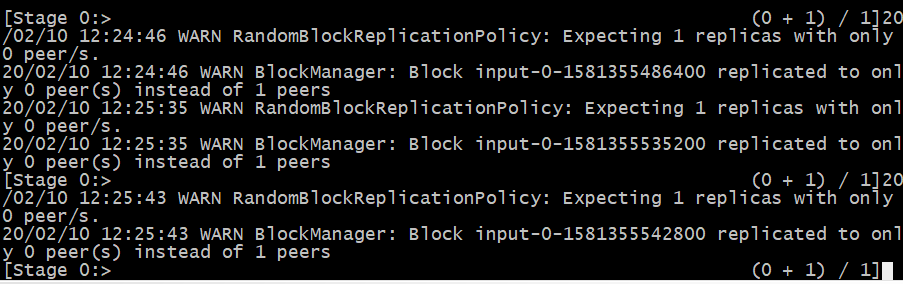 [Stage 0:>                                                          (0 + 1) / 1]20
/02/10 12:24:46 WARN RandomBlockReplicationPolicy: Expecting 1 replicas with only
0 peer/s.
20/02/10 12:24:46 WARN BlockManager: Block input-0-1581355486400 replicated to onl
y 0 peer(s) instead of 1 peers
20/02/10 12:25:35 WARN RandomBlockReplicationPolicy: Expecting 1 replicas with onl
y 0 peer/s.
20/02/10 12:25:35 WARN BlockManager: Block input-0-1581355535200 replicated to onl
y 0 peer(s) instead of 1 peers
[Stage 0:>                                                          (0 + 1) / 1]20
/02/10 12:25:43 WARN RandomBlockReplicationPolicy: Expecting 1 replicas with only
0 peer/s.
20/02/10 12:25:43 WARN BlockManager: Block input-0-1581355542800 replicated to onl
y 0 peer(s) instead of 1 peers
[Stage 0:>                                                          (0 + 1) / 1]